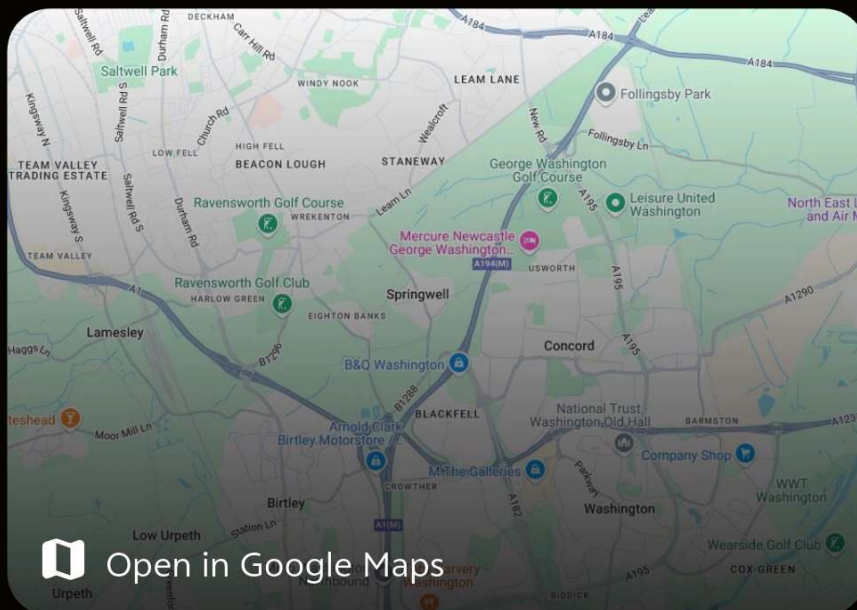 DECKHAM
Saltwell Rd
Durham Rd
Carr Hill Rd
A184
A184
A184
Saltwell Park
WINDY NOOK
LEAM LANE
Follingsby Park
Kingsway N
Saltwell Rd S
Church Rd
Wealcroft
New Rd
Follingsby Ln
LOW FELL
HIGH FELL
BEACON LOUGH
STANEWAY
George Washington
Golf Course
TEAM VALLEY
TRADING ESTATE
Saltwell Rd S
Kingsway S
Durham Rd
Ravensworth Golf Course
WREKENTON
Leam Ln
A195
Leisure United
Washington
North East L
and Air M
Mercure Newcastle
George Washington...
A194(M)
USWORTH
TEAM VALLEY
Ravensworth Golf Club
HARLOW GREEN
Springwell
A195
A1290
A1
EIGHTON BANKS
Lamesley
Haggs Ln
B1296
B&Q Washington
Concord
A195
B1288
BLACKFELL
teshead
Moor Mill Ln
Arnold Clark
Birtley Motorstore /...
National Trust -
Washington Old Hall
BARMSTON
A123
M The Galleries
Company Shop
CROWTHER
Parkway
WWT
Washington
Birtley
A182
Washington
Station Ln
A1(M)
Low Urpeth
Wearside Golf Club
COX GREEN
Open in Google Maps
bound
arvery
Washington
A195
Urpeth
BIDDICK